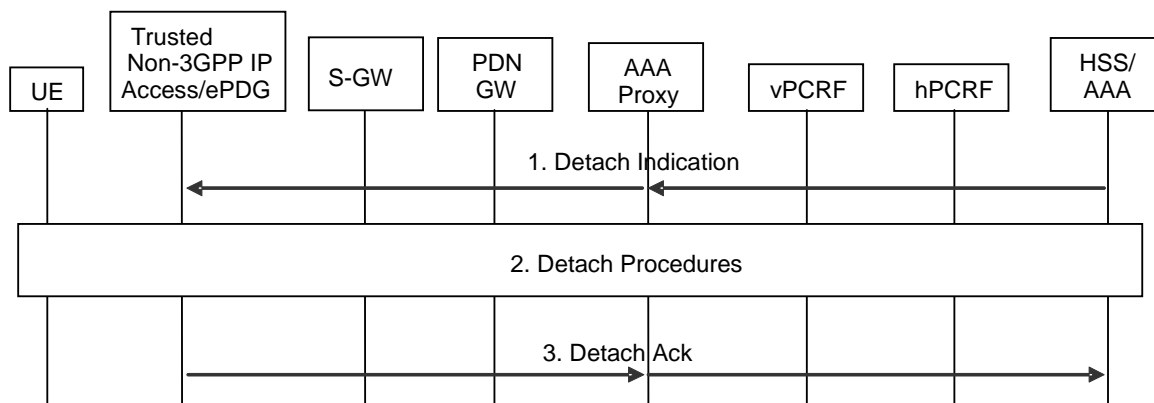 UE
Trusted
Non-3GPP IP
Access/ePDG
S-GW
PDN
GW
AAA
Proxy
vPCRF
hPCRF
HSS/
AAA
1. Detach Indication
2. Detach Procedures
3. Detach Ack